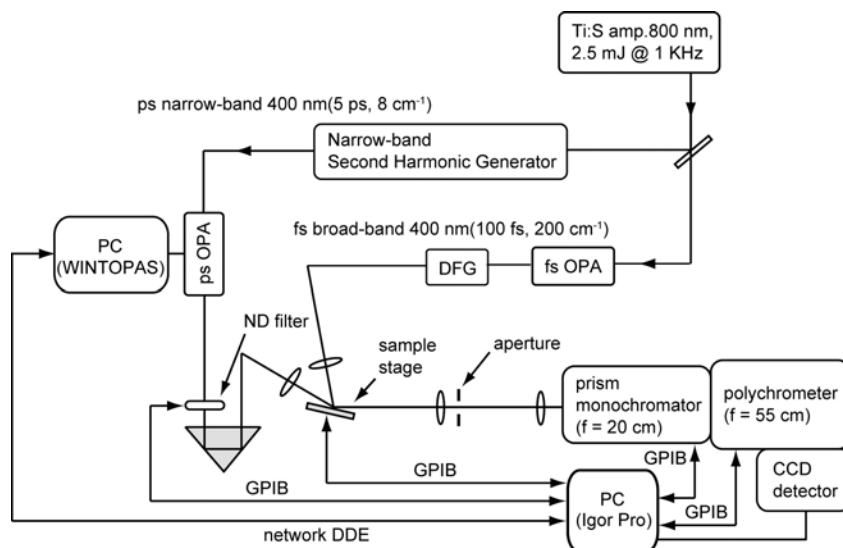 Ti:S amp.800 nm,
2.5 mJ @ 1 KHz
ps narrow-band 400 nm(5 ps, 8 cm⁻¹)
Narrow-band
Second Harmonic Generator
PC
(WINTOPAS)
ps OPA
fs broad-band 400 nm(100 fs, 200 cm⁻¹)
DFG
fs OPA
ND filter
sample
stage
aperture
prism
monochromator
(f = 20 cm)
polychrometer
(f = 55 cm)
CCD
detector
GPIB
GPIB
GPIB
GPIB
PC
(Igor Pro)
network DDE